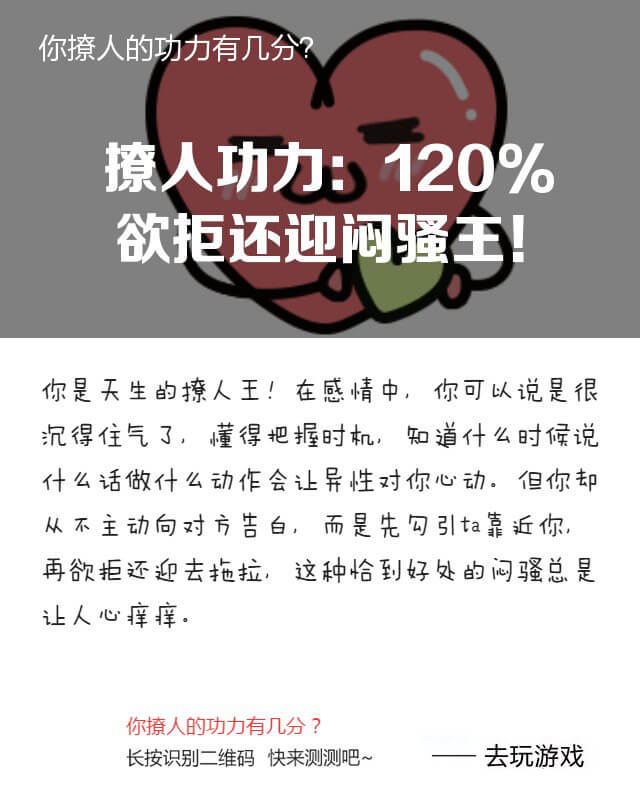 你撩人的功力有几分?
撩人功力：120%
欲拒还迎闷骚王!
你是天生的撩人王！在感情中，你可以说是很
沉得住气了，懂得把握时机，知道什么时候说
什么话做什么动作会让异性对你心动。但你却
从不主动向对方告白，而是先勾引ta靠近你，
再欲拒还迎去拖拉，这种恰到好处的闷骚总是
让人心痒痒。
你撩人的功力有几分？
长按识别二维码 快来测测吧~
—— 去玩游戏